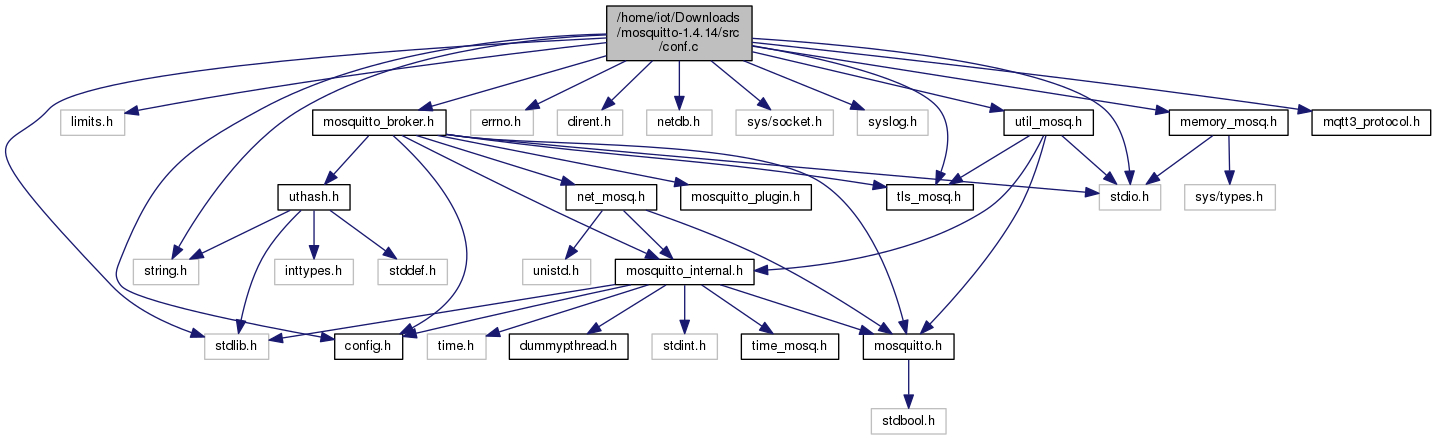 /home/iot/Downloads
/mosquitto-1.4.14/src
/conf.c
limits.h
mosquitto_broker.h
errno.h
dirent.h
netdb.h
sys/socket.h
syslog.h
util_mosq.h
memory_mosq.h
mqtt3_protocol.h
uthash.h
net_mosq.h
mosquitto_plugin.h
tls_mosq.h
stdio.h
sys/types.h
string.h
inttypes.h
stddef.h
unistd.h
mosquitto_internal.h
stdlib.h
config.h
time.h
dummypthread.h
stdint.h
time_mosq.h
mosquitto.h
stdbool.h